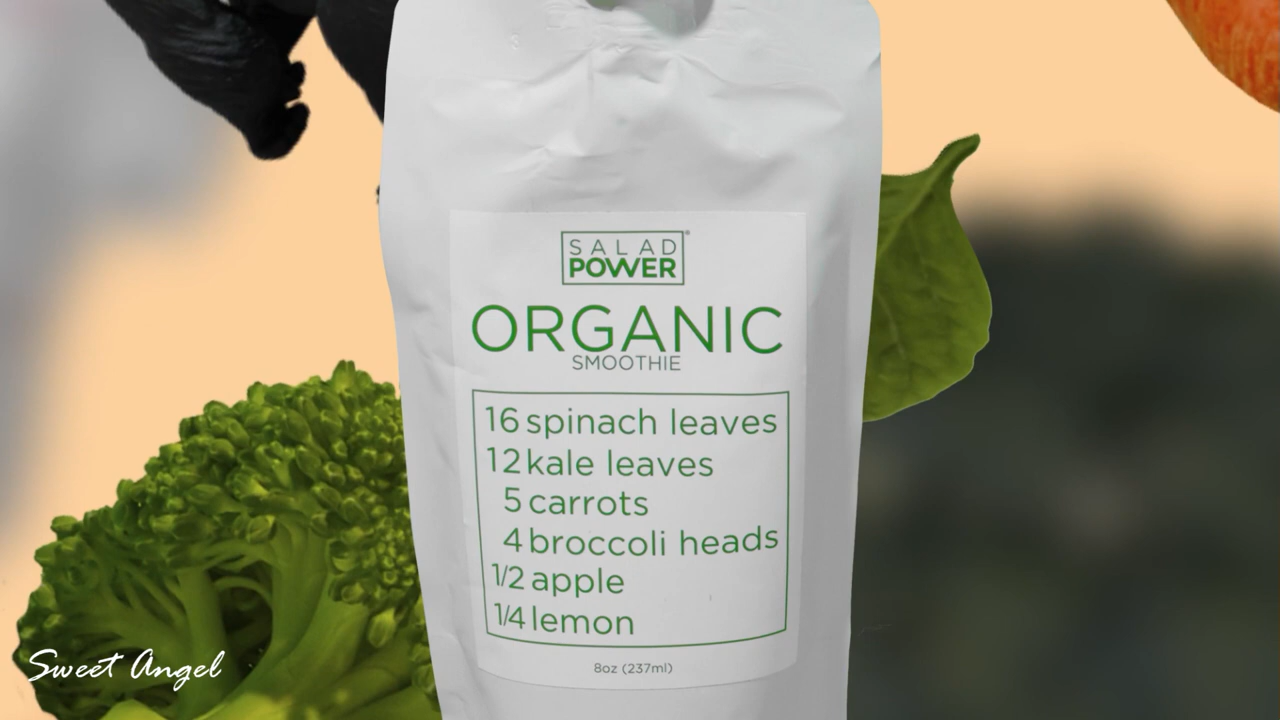 SALAD
POWER®
ORGANIC
SMOOTHIE
16 spinach leaves
12 kale leaves
5 carrots
4 broccoli heads
1/2 apple
1/4 lemon
8oz (237ml)
Sweet Angel